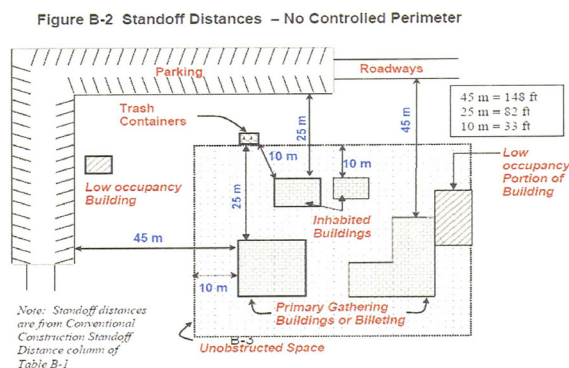 Figure B-2 Standoff Distances – No Controlled Perimeter
Parking
Roadways
45 m = 148 ft
25 m = 82 ft
10 m = 33 ft
Trash
Containers
25 m
45 m
10 m
10 m
Low occupancy
Portion of
Building
Low occupancy
Building
25 m
Inhabited
Buildings
45 m
10 m
Primary Gathering
Buildings or Billeting
Note: Standoff distances
are from Conventional
Construction Standoff
Distance column of
Table B-1
B-3
Unobstructed Space